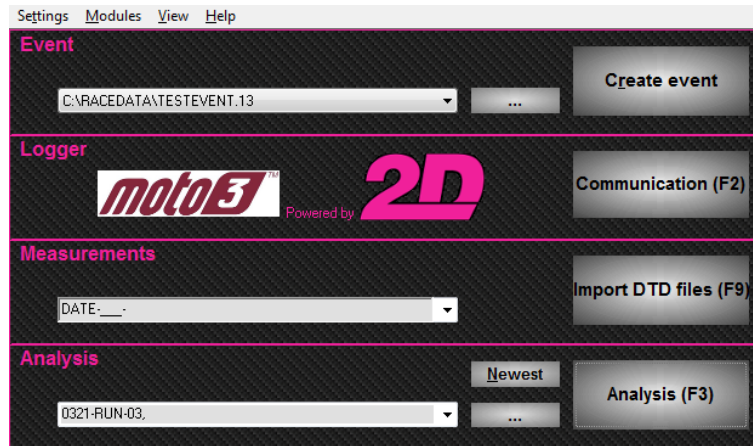 Settings Modules View Help
Event
Create event
C:\RACEDATA\TESTEVENT.13
...
Logger
moto3™
Powered by
2D
Communication (F2)
Measurements
Import DTD files (F9)
DATE-___-
Analysis
Newest
Analysis (F3)
0321-RUN-03,
...